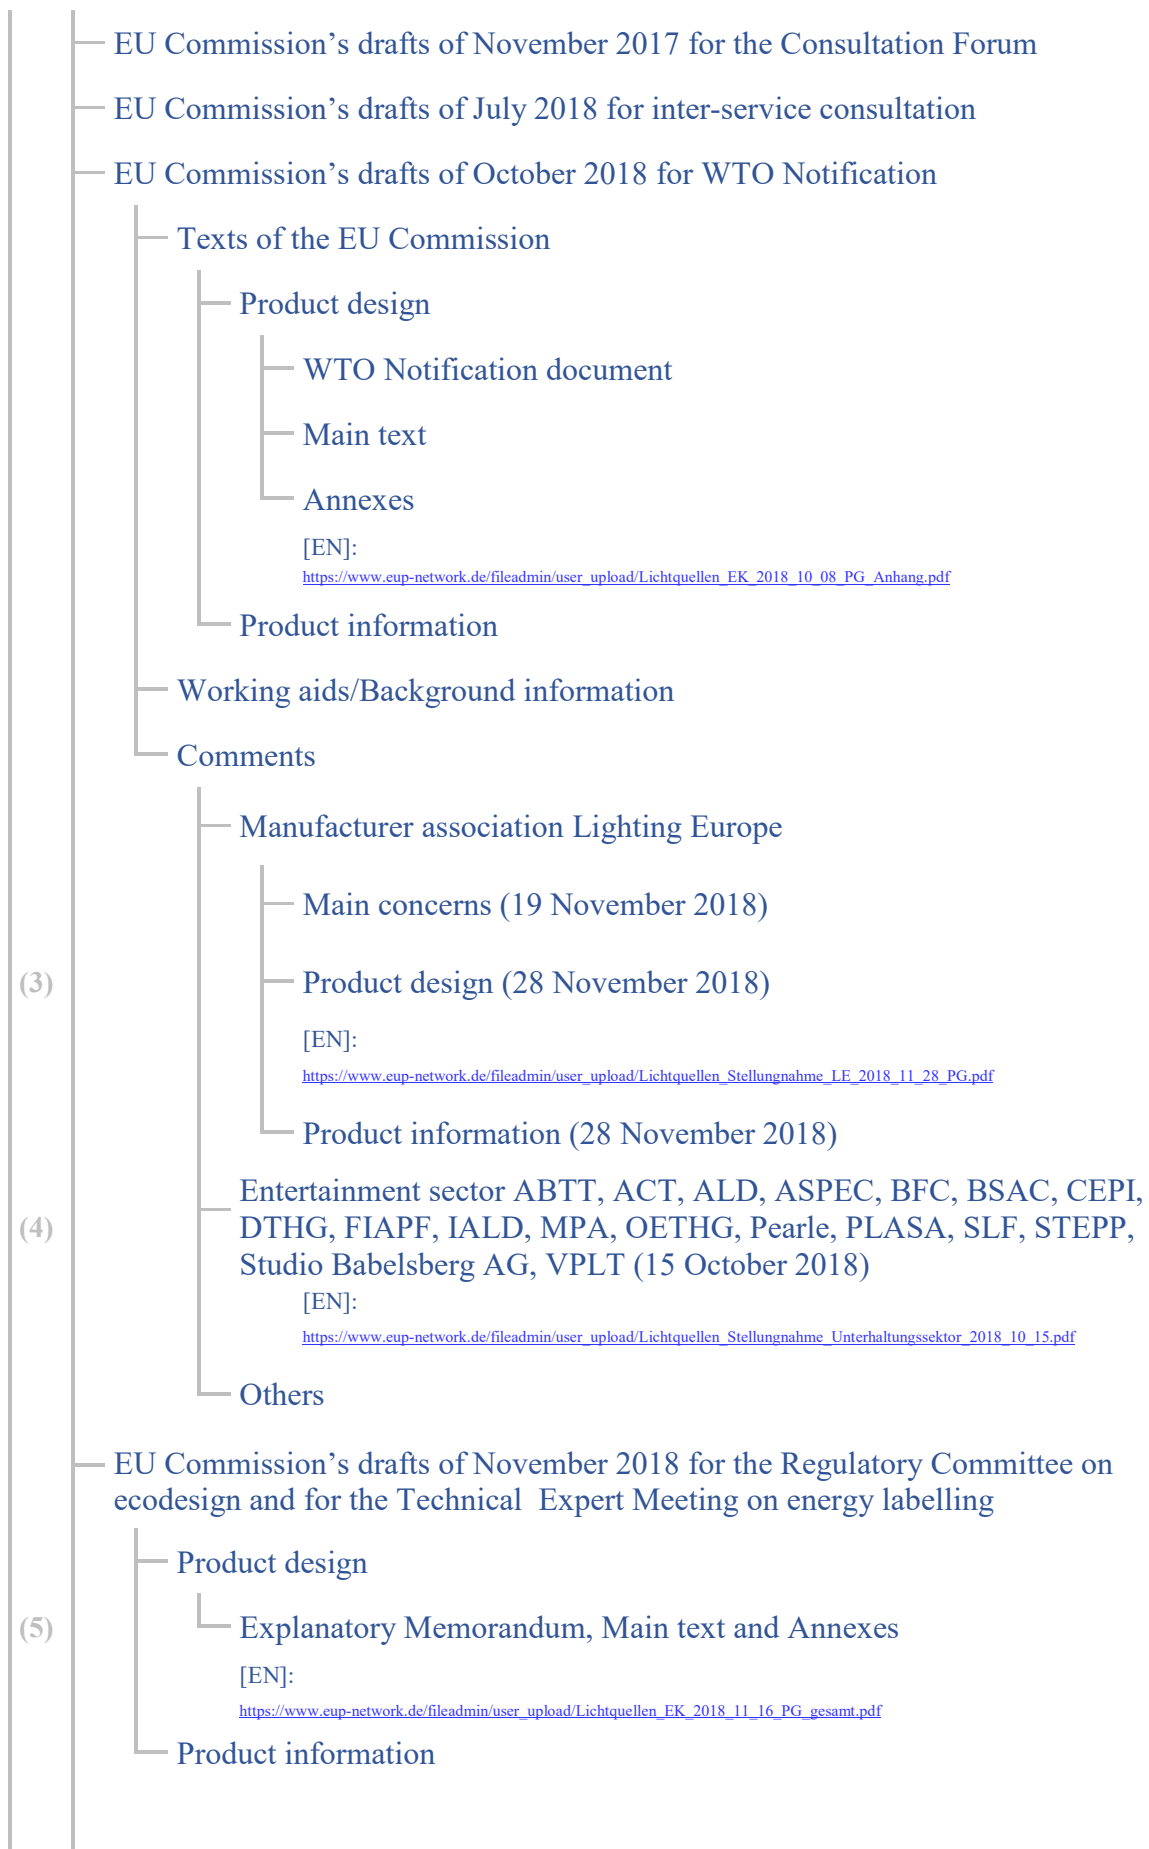 EU Commission’s drafts of November 2017 for the Consultation Forum
EU Commission’s drafts of July 2018 for inter-service consultation
EU Commission’s drafts of October 2018 for WTO Notification
Texts of the EU Commission
Product design
WTO Notification document
Main text
Annexes
[EN]:
https://www.eup-network.de/fileadmin/user_upload/Lichtquellen_EK_2018_10_08_PG_Anhang.pdf
Product information
Working aids/Background information
Comments
Manufacturer association Lighting Europe
Main concerns (19 November 2018)
(3) Product design (28 November 2018)
[EN]:
https://www.eup-network.de/fileadmin/user_upload/Lichtquellen_Stellungnahme_LE_2018_11_28_PG.pdf
Product information (28 November 2018)
Entertainment sector ABTT, ACT, ALD, ASPEC, BFC, BSAC, CEPI,
(4) DTHG, FIAPF, IALD, MPA, OETHG, Pearle, PLASA, SLF, STEPP,
Studio Babelsberg AG, VPLT (15 October 2018)
[EN]:
https://www.eup-network.de/fileadmin/user_upload/Lichtquellen_Stellungnahme_Unterhaltungssektor_2018_10_15.pdf
Others
EU Commission’s drafts of November 2018 for the Regulatory Committee on
ecodesign and for the Technical Expert Meeting on energy labelling
Product design
(5) Explanatory Memorandum, Main text and Annexes
[EN]:
https://www.eup-network.de/fileadmin/user_upload/Lichtquellen_EK_2018_11_16_PG_gesamt.pdf
Product information